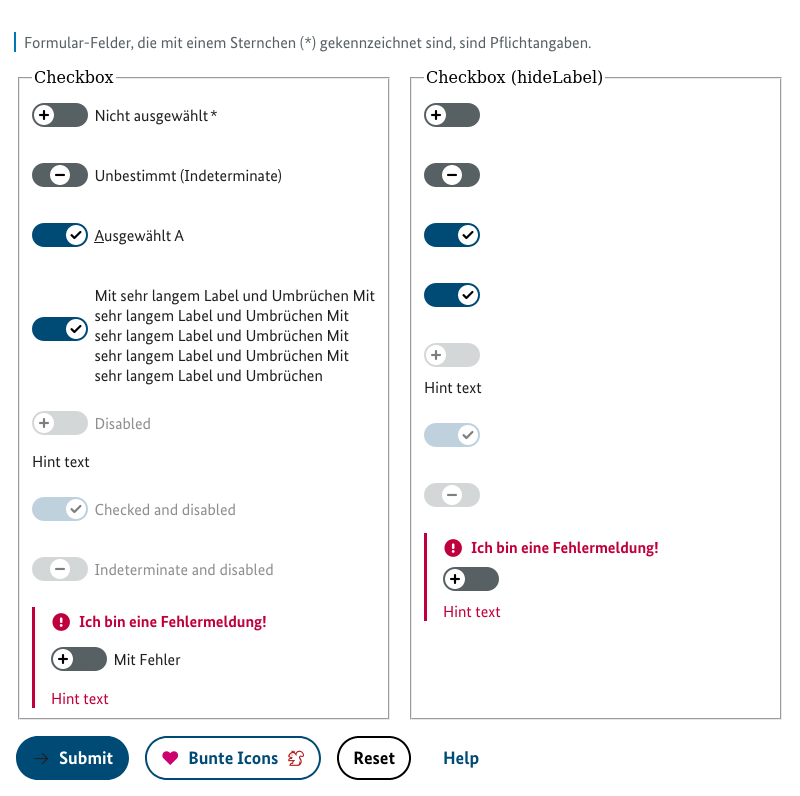 Formular-Felder, die mit einem Sternchen (*) gekennzeichnet sind, sind Pflichtangaben.
Checkbox
Nicht ausgewählt *
Unbestimmt (Indeterminate)
Ausgewählt A
Mit sehr langem Label und Umbrüchen Mit
sehr langem Label und Umbrüchen Mit
sehr langem Label und Umbrüchen Mit
sehr langem Label und Umbrüchen Mit
sehr langem Label und Umbrüchen
Disabled
Hint text
Checked and disabled
Indeterminate and disabled
Ich bin eine Fehlermeldung!
Mit Fehler
Hint text
Checkbox (hideLabel)
Hint text
Ich bin eine Fehlermeldung!
Hint text
Submit
Bunte Icons
Reset
Help